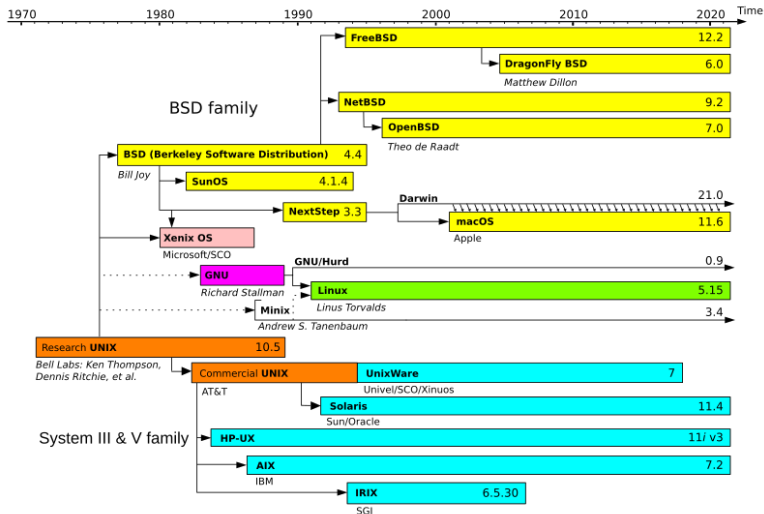 1970 1980 1990 2000 2010 2020 Time
FreeBSD 12.2
DragonFly BSD 6.0
Matthew Dillon
BSD family
NetBSD 9.2
OpenBSD 7.0
Theo de Raadt
BSD (Berkeley Software Distribution) 4.4
Bill Joy
SunOS 4.1.4
Darwin 21.0
NextStep 3.3
macOS 11.6
Apple
Xenix OS
Microsoft/SCO
GNU/Hurd 0.9
GNU
Richard Stallman
Linux 5.15
Linus Torvalds
Minix 3.4
Andrew S. Tanenbaum
Research UNIX 10.5
Bell Labs: Ken Thompson,
Dennis Ritchie, et al.
Commercial UNIX
AT&T
UnixWare 7
Univel/SCO/Xinuos
Solaris 11.4
Sun/Oracle
System III & V family
HP-UX 11i v3
AIX 7.2
IBM
IRIX 6.5.30
SGI